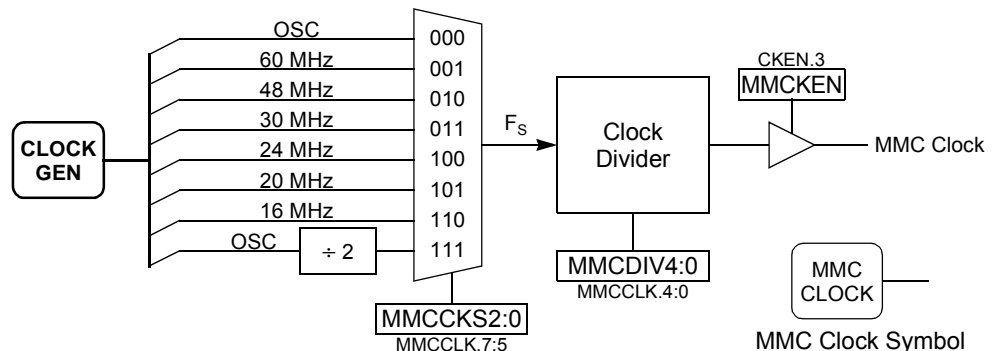 OSC
60 MHz
48 MHz
30 MHz
24 MHz
20 MHz
16 MHz
OSC
÷ 2
CLOCK
GEN
000
001
010
011
100
101
110
111
MMCCKS2:0
MMCCLK.7:5
FS
Clock
Divider
MMCDIV4:0
MMCCLK.4:0
CKEN.3
MMCKEN
MMC Clock
MMC
CLOCK
MMC Clock Symbol